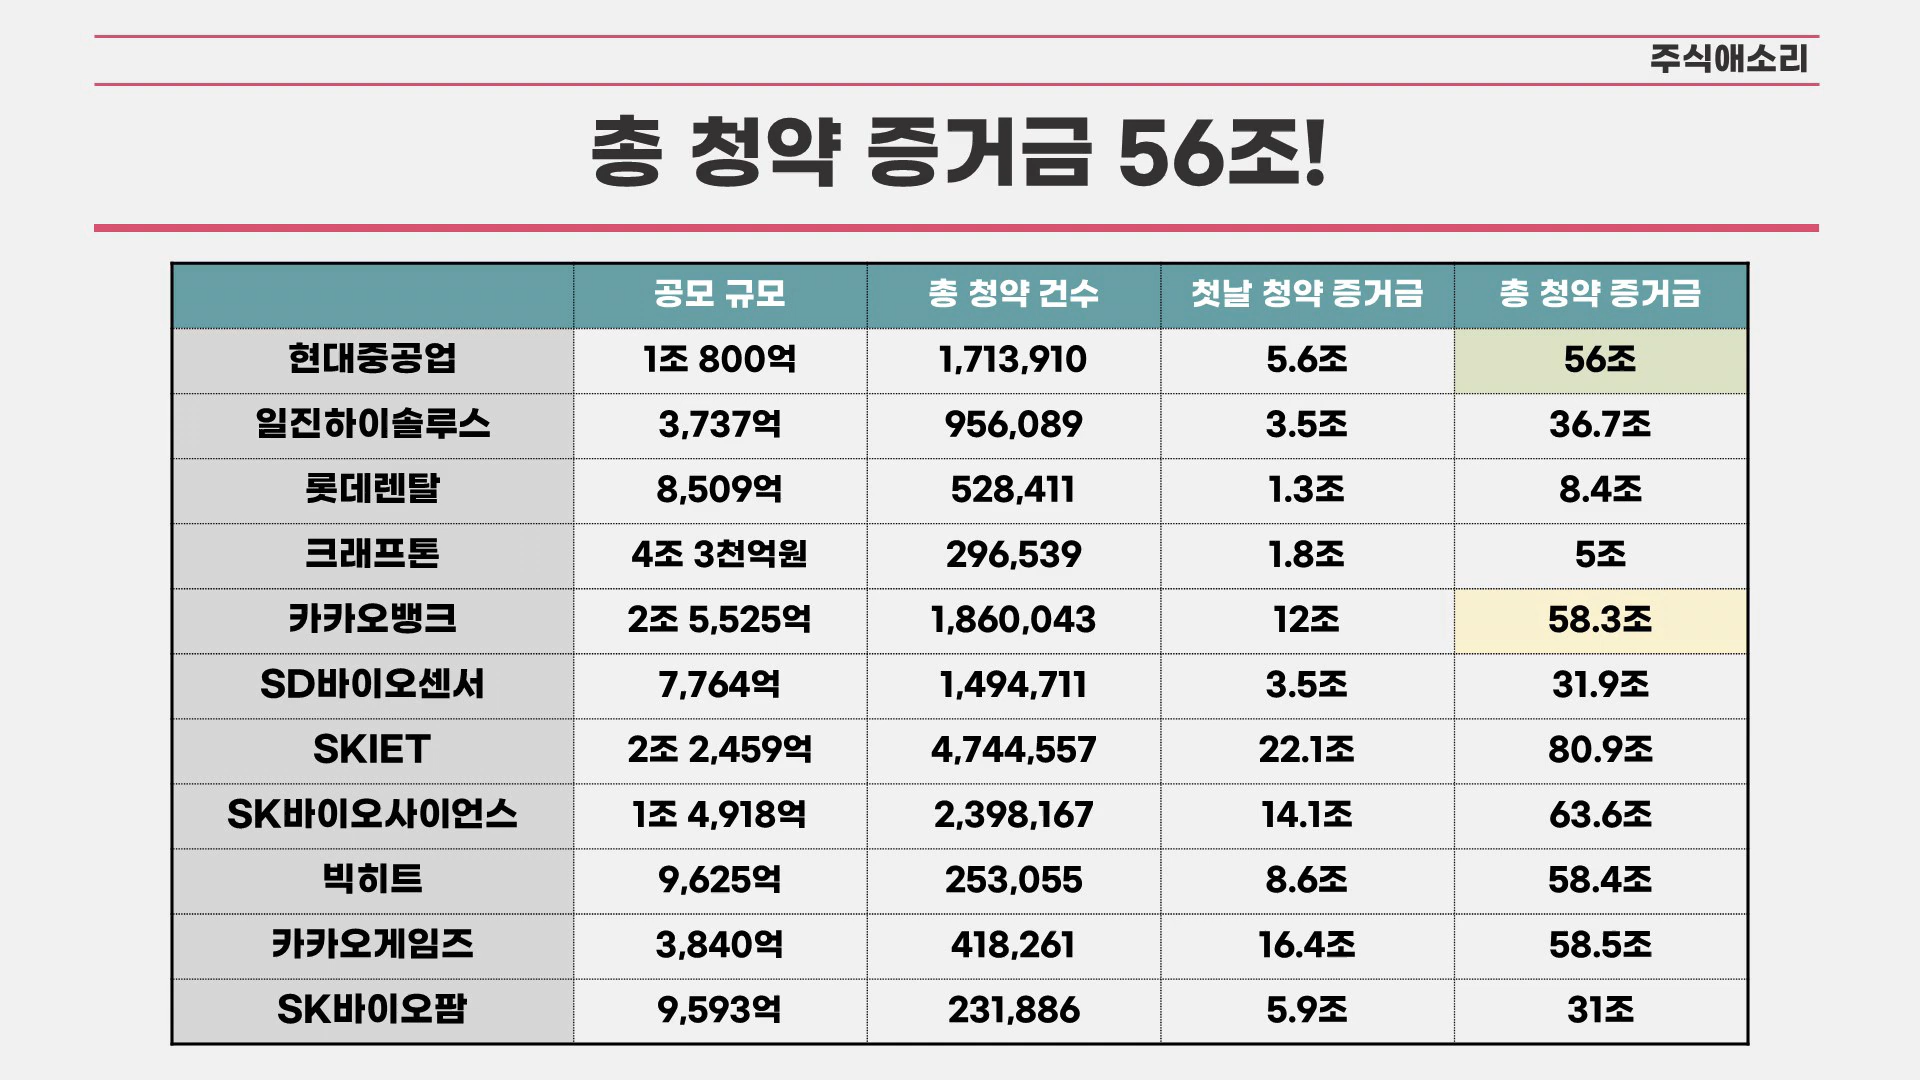 주식애소리
총 청약 증거금 56조!
공모 규모 총 청약 건수 첫날 청약 증거금 총 청약 증거금
현대중공업 1조 800억 1,713,910 5.6조 56조
일진하이솔루스 3,737억 956,089 3.5조 36.7조
롯데렌탈 8,509억 528,411 1.3조 8.4조
크래프톤 4조 3천억원 296,539 1.8조 5조
카카오뱅크 2조 5,525억 1,860,043 12조 58.3조
SD바이오센서 7,764억 1,494,711 3.5조 31.9조
SKIET 2조 2,459억 4,744,557 22.1조 80.9조
SK바이오사이언스 1조 4,918억 2,398,167 14.1조 63.6조
빅히트 9,625억 253,055 8.6조 58.4조
카카오게임즈 3,840억 418,261 16.4조 58.5조
SK바이오팜 9,593억 231,886 5.9조 31조